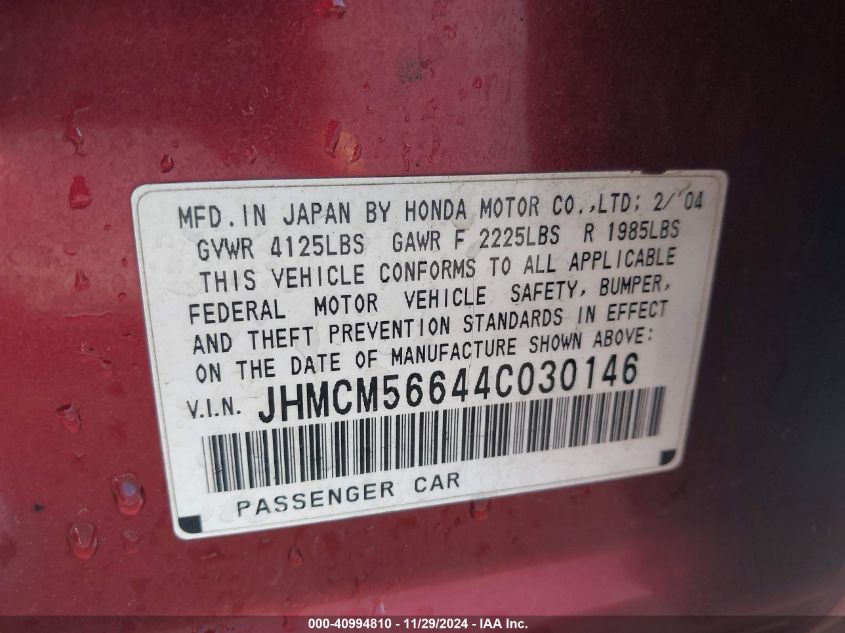 MFD. IN JAPAN BY HONDA MOTOR CO.,LTD; 2/'04
GVWR 4125LBS GAWR F 2225LBS R 1985LBS
THIS VEHICLE CONFORMS TO ALL APPLICABLE
FEDERAL MOTOR VEHICLE SAFETY, BUMPER,
AND THEFT PREVENTION STANDARDS IN EFFECT
ON THE DATE OF MANUFACTURE SHOWN ABOVE:
V.I.N. JHMCM56644C030146
PASSENGER CAR
000-40994810 - 11/29/2024 - IAA Inc.